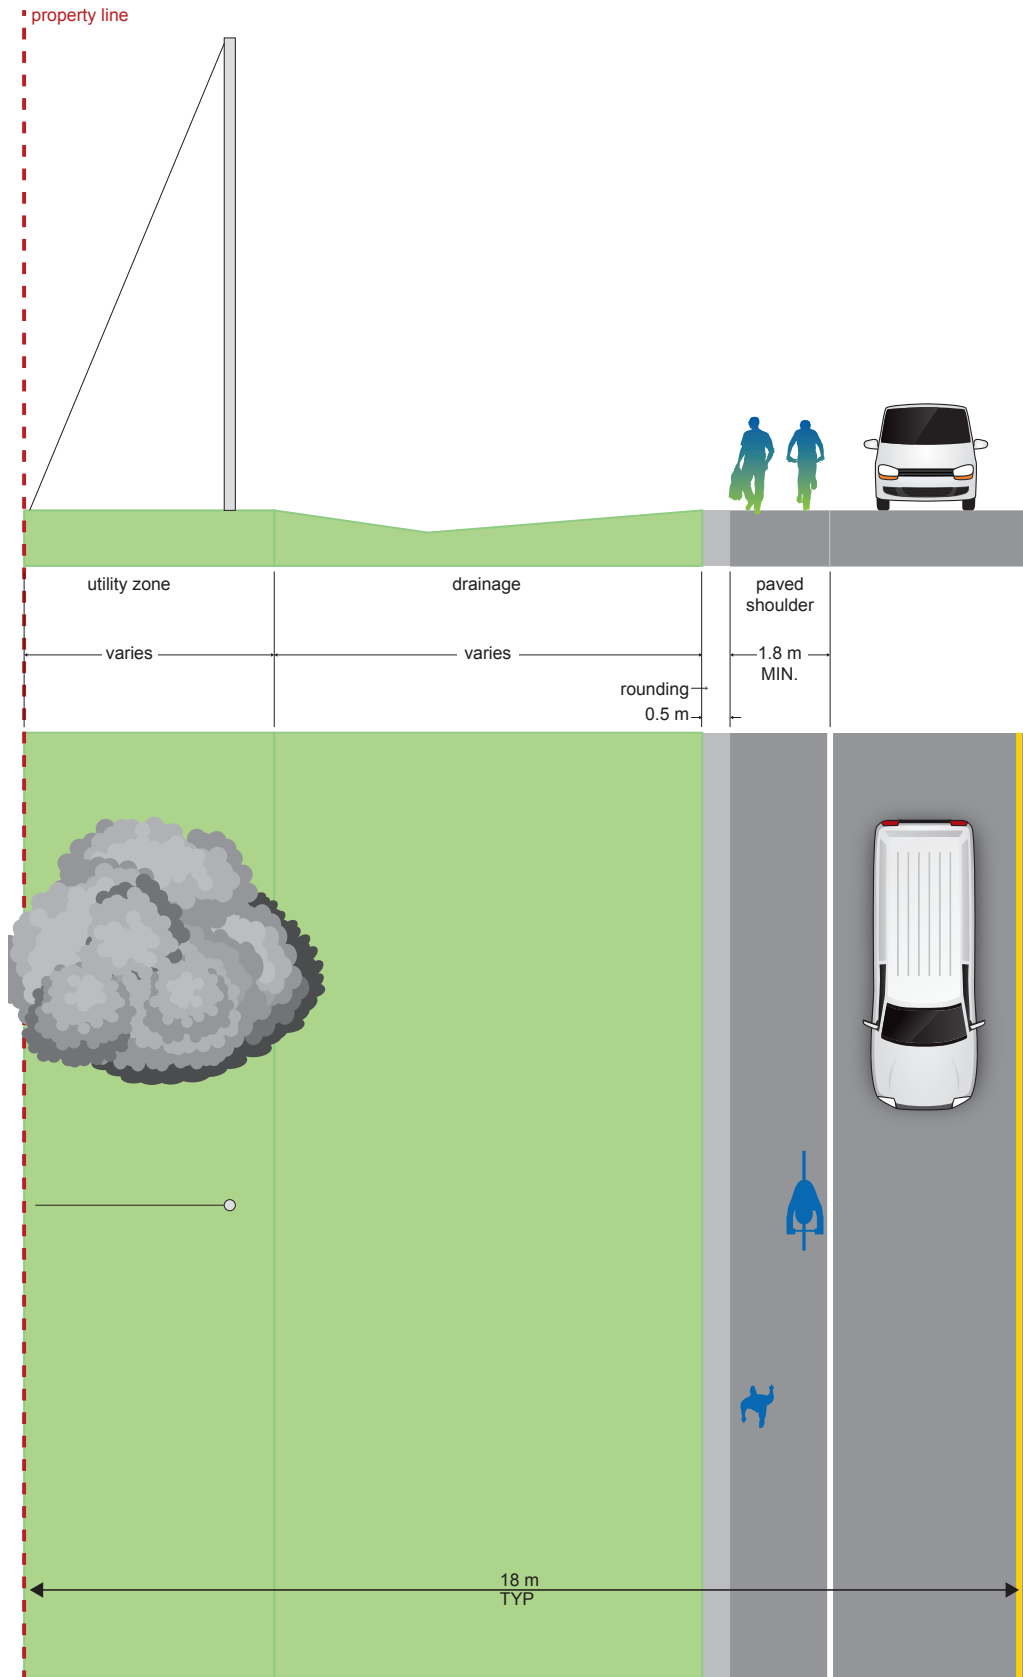 property line
utility zone
drainage
paved
shoulder
varies
varies
1.8 m
MIN.
rounding
0.5 m
18 m
TYP